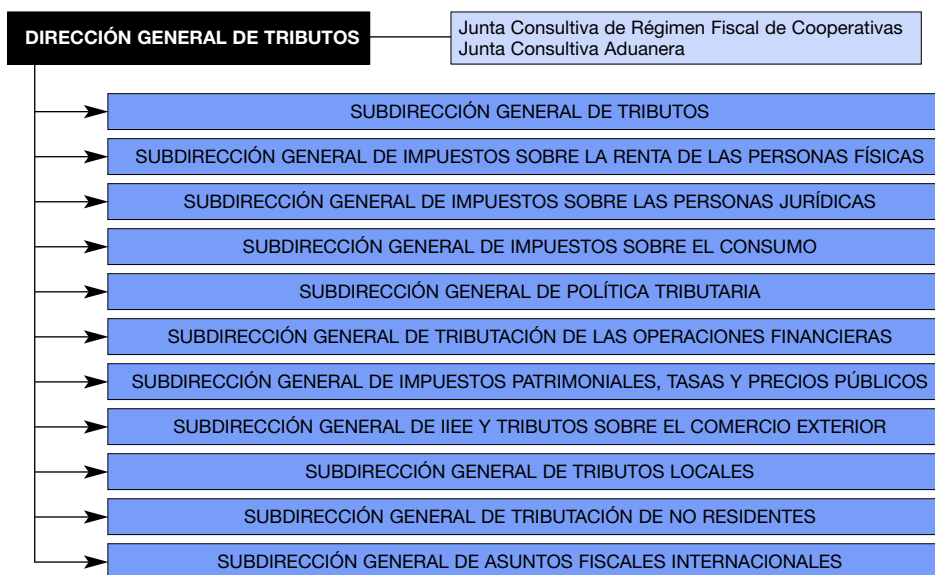 DIRECCIÓN GENERAL DE TRIBUTOS
Junta Consultiva de Régimen Fiscal de Cooperativas
Junta Consultiva Aduanera
SUBDIRECCIÓN GENERAL DE TRIBUTOS
SUBDIRECCIÓN GENERAL DE IMPUESTOS SOBRE LA RENTA DE LAS PERSONAS FÍSICAS
SUBDIRECCIÓN GENERAL DE IMPUESTOS SOBRE LAS PERSONAS JURÍDICAS
SUBDIRECCIÓN GENERAL DE IMPUESTOS SOBRE EL CONSUMO
SUBDIRECCIÓN GENERAL DE POLÍTICA TRIBUTARIA
SUBDIRECCIÓN GENERAL DE TRIBUTACIÓN DE LAS OPERACIONES FINANCIERAS
SUBDIRECCIÓN GENERAL DE IMPUESTOS PATRIMONIALES, TASAS Y PRECIOS PÚBLICOS
SUBDIRECCIÓN GENERAL DE IIEE Y TRIBUTOS SOBRE EL COMERCIO EXTERIOR
SUBDIRECCIÓN GENERAL DE TRIBUTOS LOCALES
SUBDIRECCIÓN GENERAL DE TRIBUTACIÓN DE NO RESIDENTES
SUBDIRECCIÓN GENERAL DE ASUNTOS FISCALES INTERNACIONALES